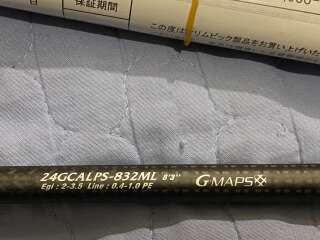 日
保証期間
この度はオリムピック製品をお買い上げいた
24GCALPS-832ML 8'3"
Egi : 2-3.5 Line : 0.4-1.0 PE
G MAPS